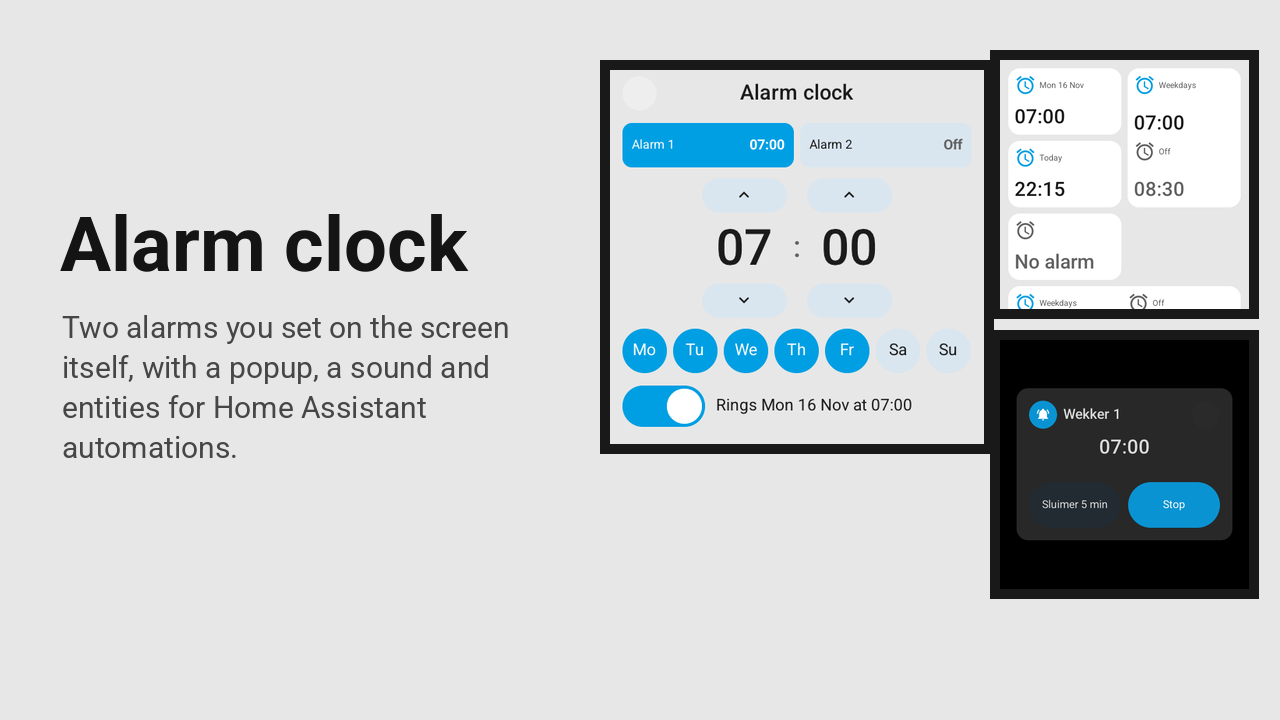 Alarm clock
Two alarms you set on the screen
itself, with a popup, a sound and
entities for Home Assistant
automations.
Alarm clock
Alarm 1 07:00
Alarm 2 Off
07 : 00
Mo Tu We Th Fr Sa Su
Rings Mon 16 Nov at 07:00
Mon 16 Nov
07:00
Today
22:15
No alarm
Weekdays
07:00
Off
08:30
Weekdays
Off
Wekker 1
07:00
Sluimer 5 min
Stop